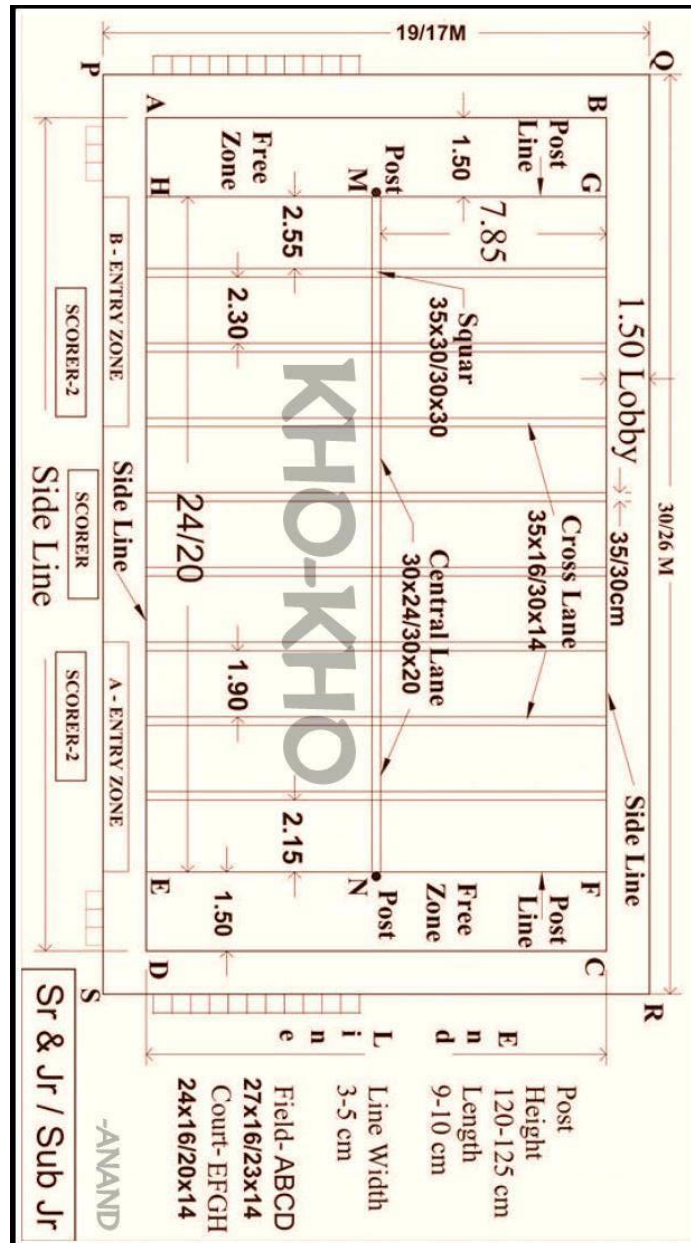 Q
30/26 M
R
1.50 Lobby
35/30cm
Side Line
B
G
F
C
Post
Line
Cross Lane
35x16/30x14
Post
Line
7.85
1.50
Squar
35x30/30x30
Central Lane
30x24/30x20
Free
Zone
Post
M
N
Post
19/17M
KHO-KHO
2.55
2.15
2.30
1.90
1.50
Free
Zone
24/20
A
H
E
D
Side Line
B - ENTRY ZONE
A - ENTRY ZONE
SCORER-2
SCORER
SCORER-2
Side Line
P
S
End
Line
Post
Height
120-125 cm
Length
9-10 cm
Line Width
3-5 cm
Field- ABCD
27x16/23x14
Court- EFGH
24x16/20x14
-ANAND
Sr & Jr / Sub Jr